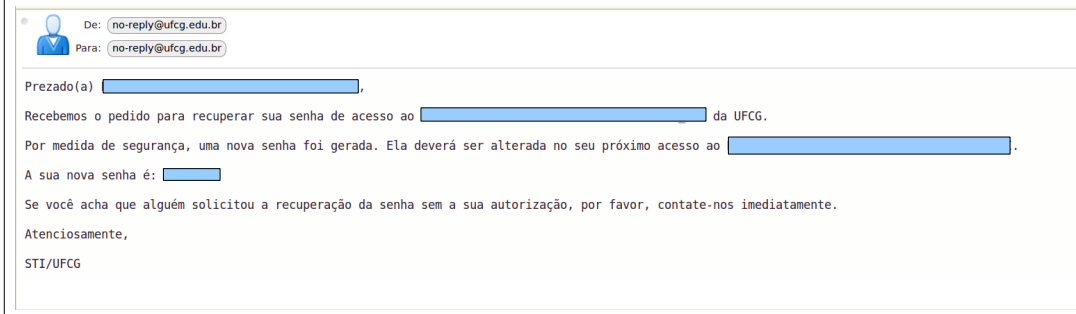 De: no-reply@ufcg.edu.br
Para: no-reply@ufcg.edu.br
Prezado(a) ,
Recebemos o pedido para recuperar sua senha de acesso ao da UFCG.
Por medida de segurança, uma nova senha foi gerada. Ela deverá ser alterada no seu próximo acesso ao .
A sua nova senha é:
Se você acha que alguém solicitou a recuperação da senha sem a sua autorização, por favor, contate-nos imediatamente.
Atenciosamente,
STI/UFCG